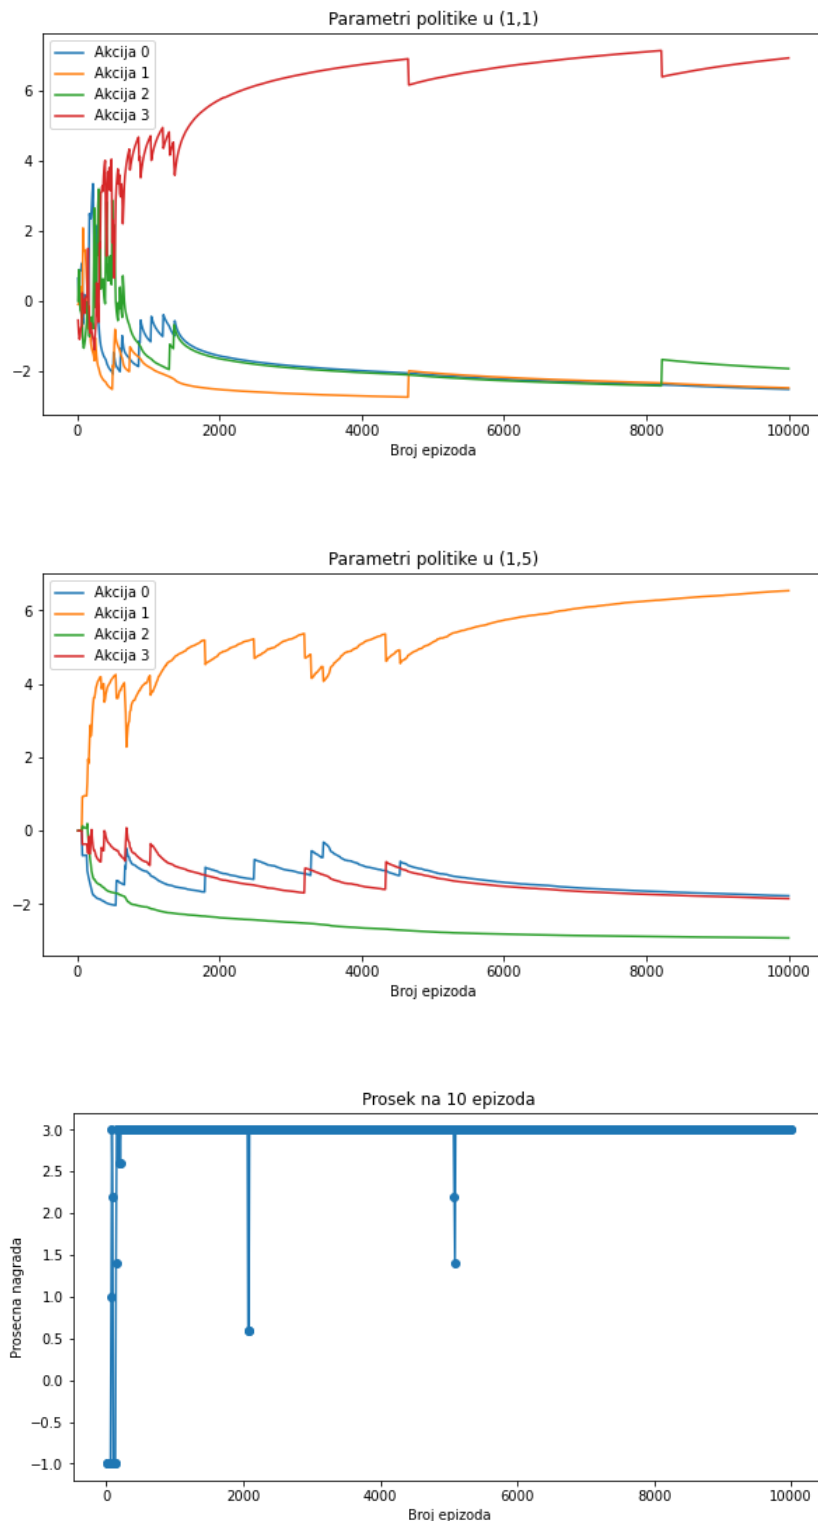 Parametri politike u (1,1)
Akcija 0
Akcija 1
Akcija 2
Akcija 3
6
4
2
0
−2
0 2000 4000 6000 8000 10000
Broj epizoda
Parametri politike u (1,5)
Akcija 0
Akcija 1
Akcija 2
Akcija 3
6
4
2
0
−2
0 2000 4000 6000 8000 10000
Broj epizoda
Prosek na 10 epizoda
3.0
2.5
2.0
1.5
1.0
0.5
0.0
−0.5
−1.0
Prosecna nagrada
0 2000 4000 6000 8000 10000
Broj epizoda